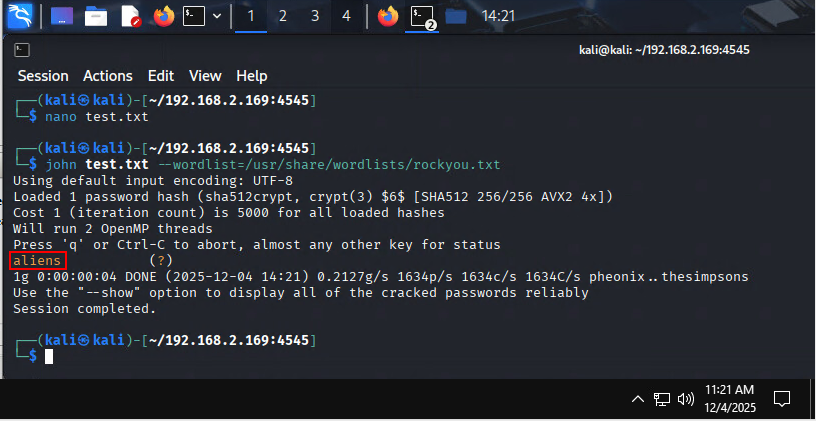 1 2 3 4 2 14:21
kali@kali: ~/192.168.2.169:4545
Session Actions Edit View Help
┌──(kali㉿kali)-[~/192.168.2.169:4545]
└─$ nano test.txt
┌──(kali㉿kali)-[~/192.168.2.169:4545]
└─$ john test.txt --wordlist=/usr/share/wordlists/rockyou.txt
Using default input encoding: UTF-8
Loaded 1 password hash (sha512crypt, crypt(3) $6$ [SHA512 256/256 AVX2 4x])
Cost 1 (iteration count) is 5000 for all loaded hashes
Will run 2 OpenMP threads
Press 'q' or Ctrl-C to abort, almost any other key for status
aliens (?)
1g 0:00:00:04 DONE (2025-12-04 14:21) 0.2127g/s 1634p/s 1634c/s 1634C/s pheonix..thesimpsons
Use the "--show" option to display all of the cracked passwords reliably
Session completed.
┌──(kali㉿kali)-[~/192.168.2.169:4545]
└─$
11:21 AM
12/4/2025